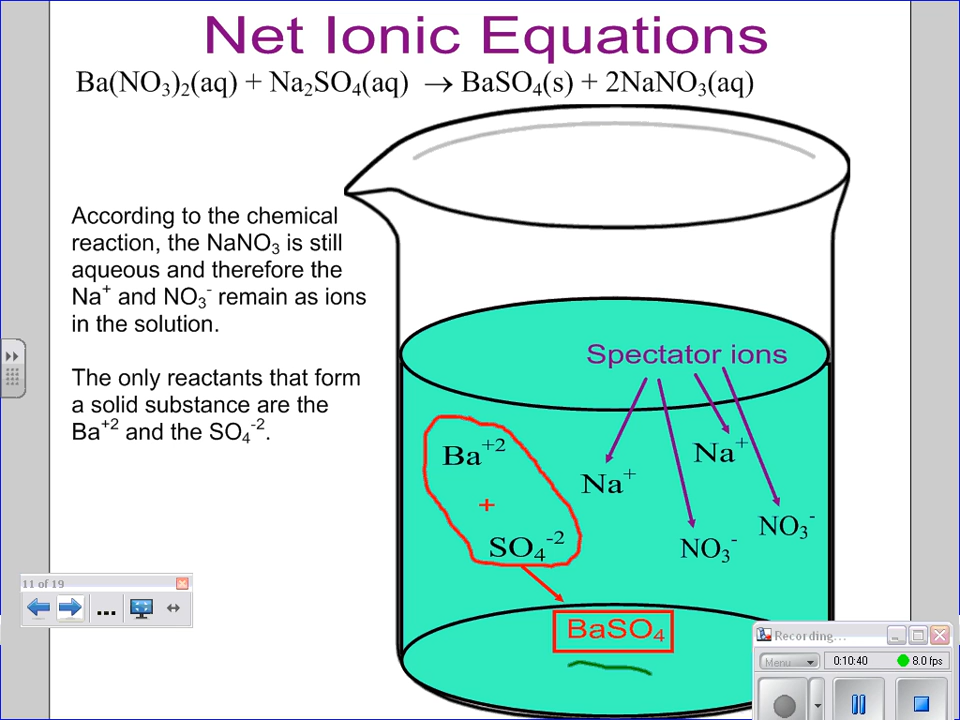 Net Ionic Equations
Ba(NO₃)₂(aq) + Na₂SO₄(aq) → BaSO₄(s) + 2NaNO₃(aq)
According to the chemical
reaction, the NaNO₃ is still
aqueous and therefore the
Na⁺ and NO₃⁻ remain as ions
in the solution.
The only reactants that form
a solid substance are the
Ba⁺² and the SO₄⁻².
Spectator ions
Ba⁺²
+
SO₄⁻²
Na⁺
Na⁺
NO₃⁻
NO₃⁻
BaSO₄
11 of 19
...
Recording...
Menu
0:10:40
8.0 fps